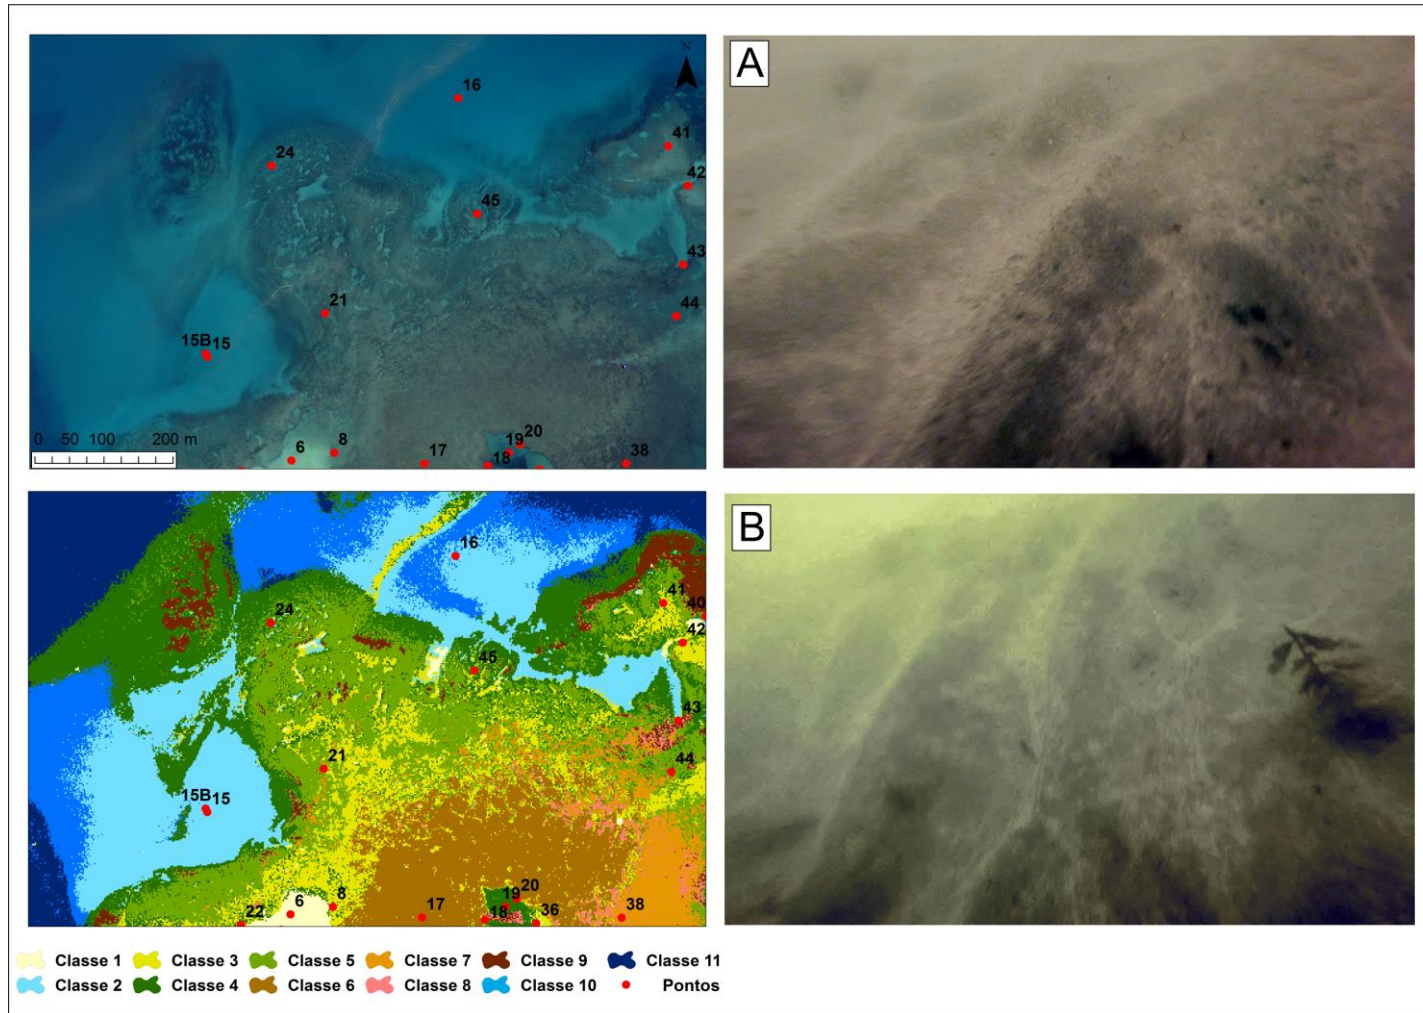 N
16
41
24
42
45
43
21
44
15B 15
0 50 100 200 m
6 8 17 19 20 18 38
A
16
41
24
40
42
45
43
21
44
15B 15
22 6 8 17 18 19 20 36 38
B
Classe 1 Classe 3 Classe 5 Classe 7 Classe 9 Classe 11
Classe 2 Classe 4 Classe 6 Classe 8 Classe 10 Pontos